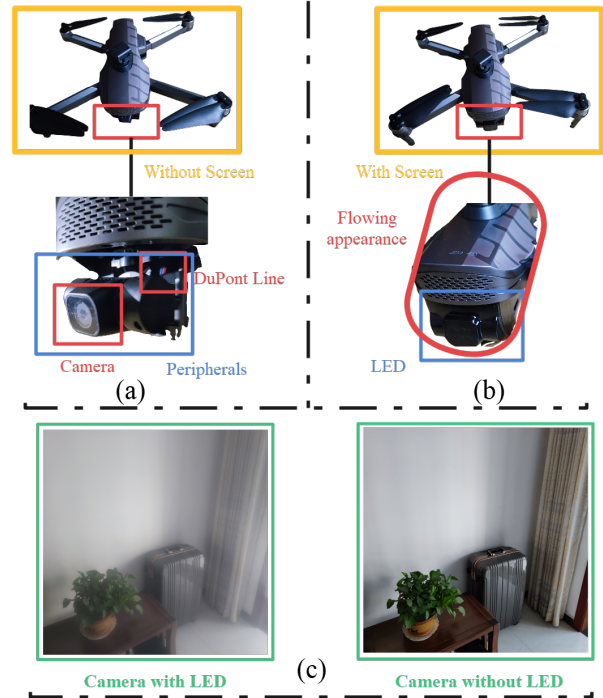 Without Screen
With Screen
Flowing
appearance
DuPont Line
Camera
Peripherals
LED
(a)
(b)
Camera with LED
(c)
Camera without LED